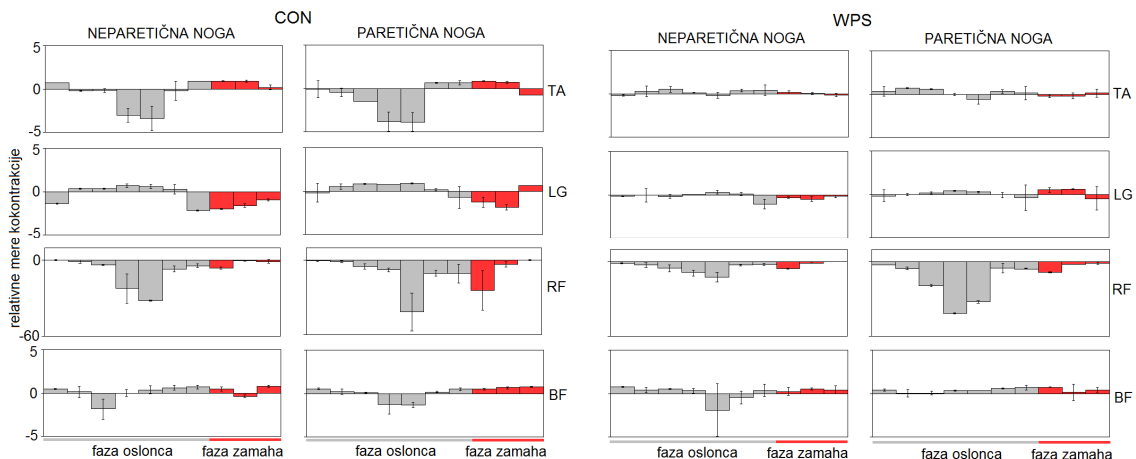 CON
WPS
NEPARETIČNA NOGA
PARETIČNA NOGA
NEPARETIČNA NOGA
PARETIČNA NOGA
relativne mere kokontrakcije
5
0
-5
TA
TA
5
0
-5
LG
LG
0
-60
RF
RF
5
0
-5
BF
BF
faza oslonca
faza zamaha
faza oslonca
faza zamaha
faza oslonca
faza zamaha
faza oslonca
faza zamaha